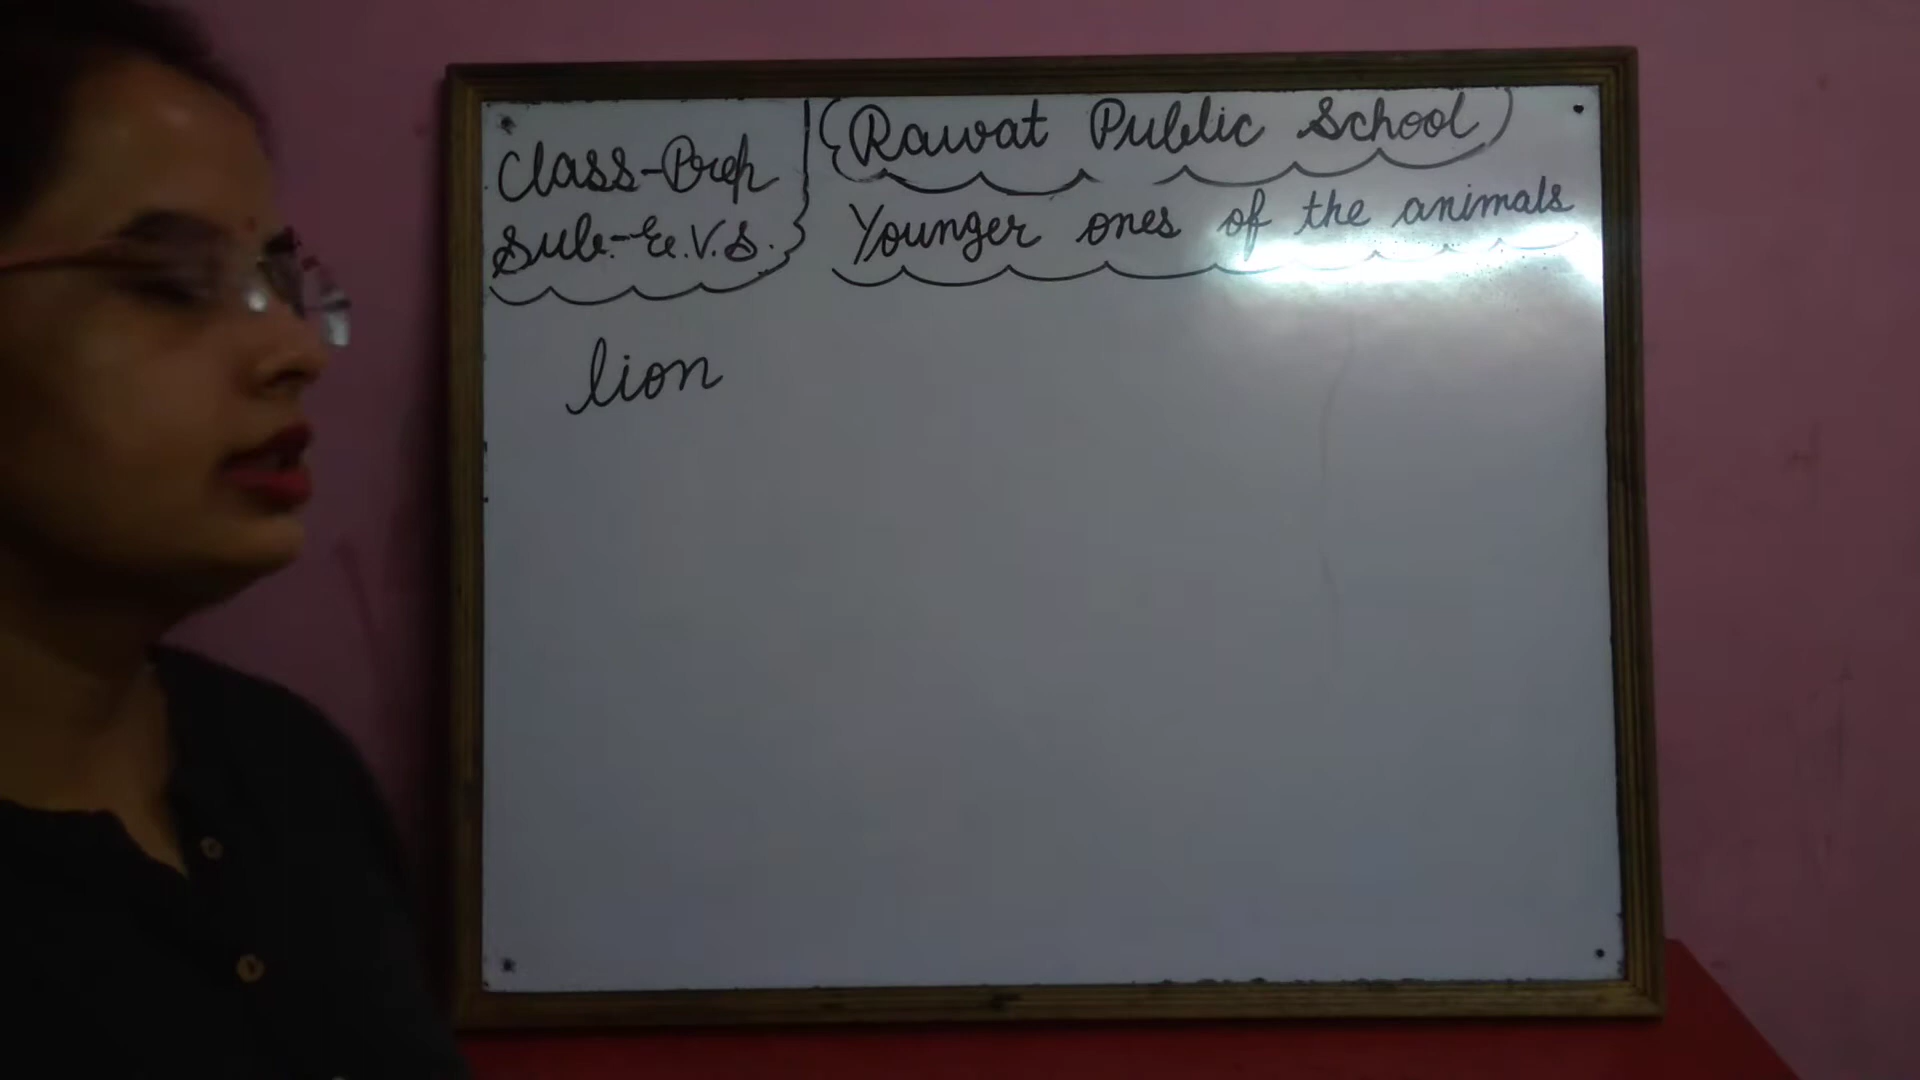 Class-Prep
Sub.-E.V.S.
Rawat Public School
Younger ones of the animals
lion